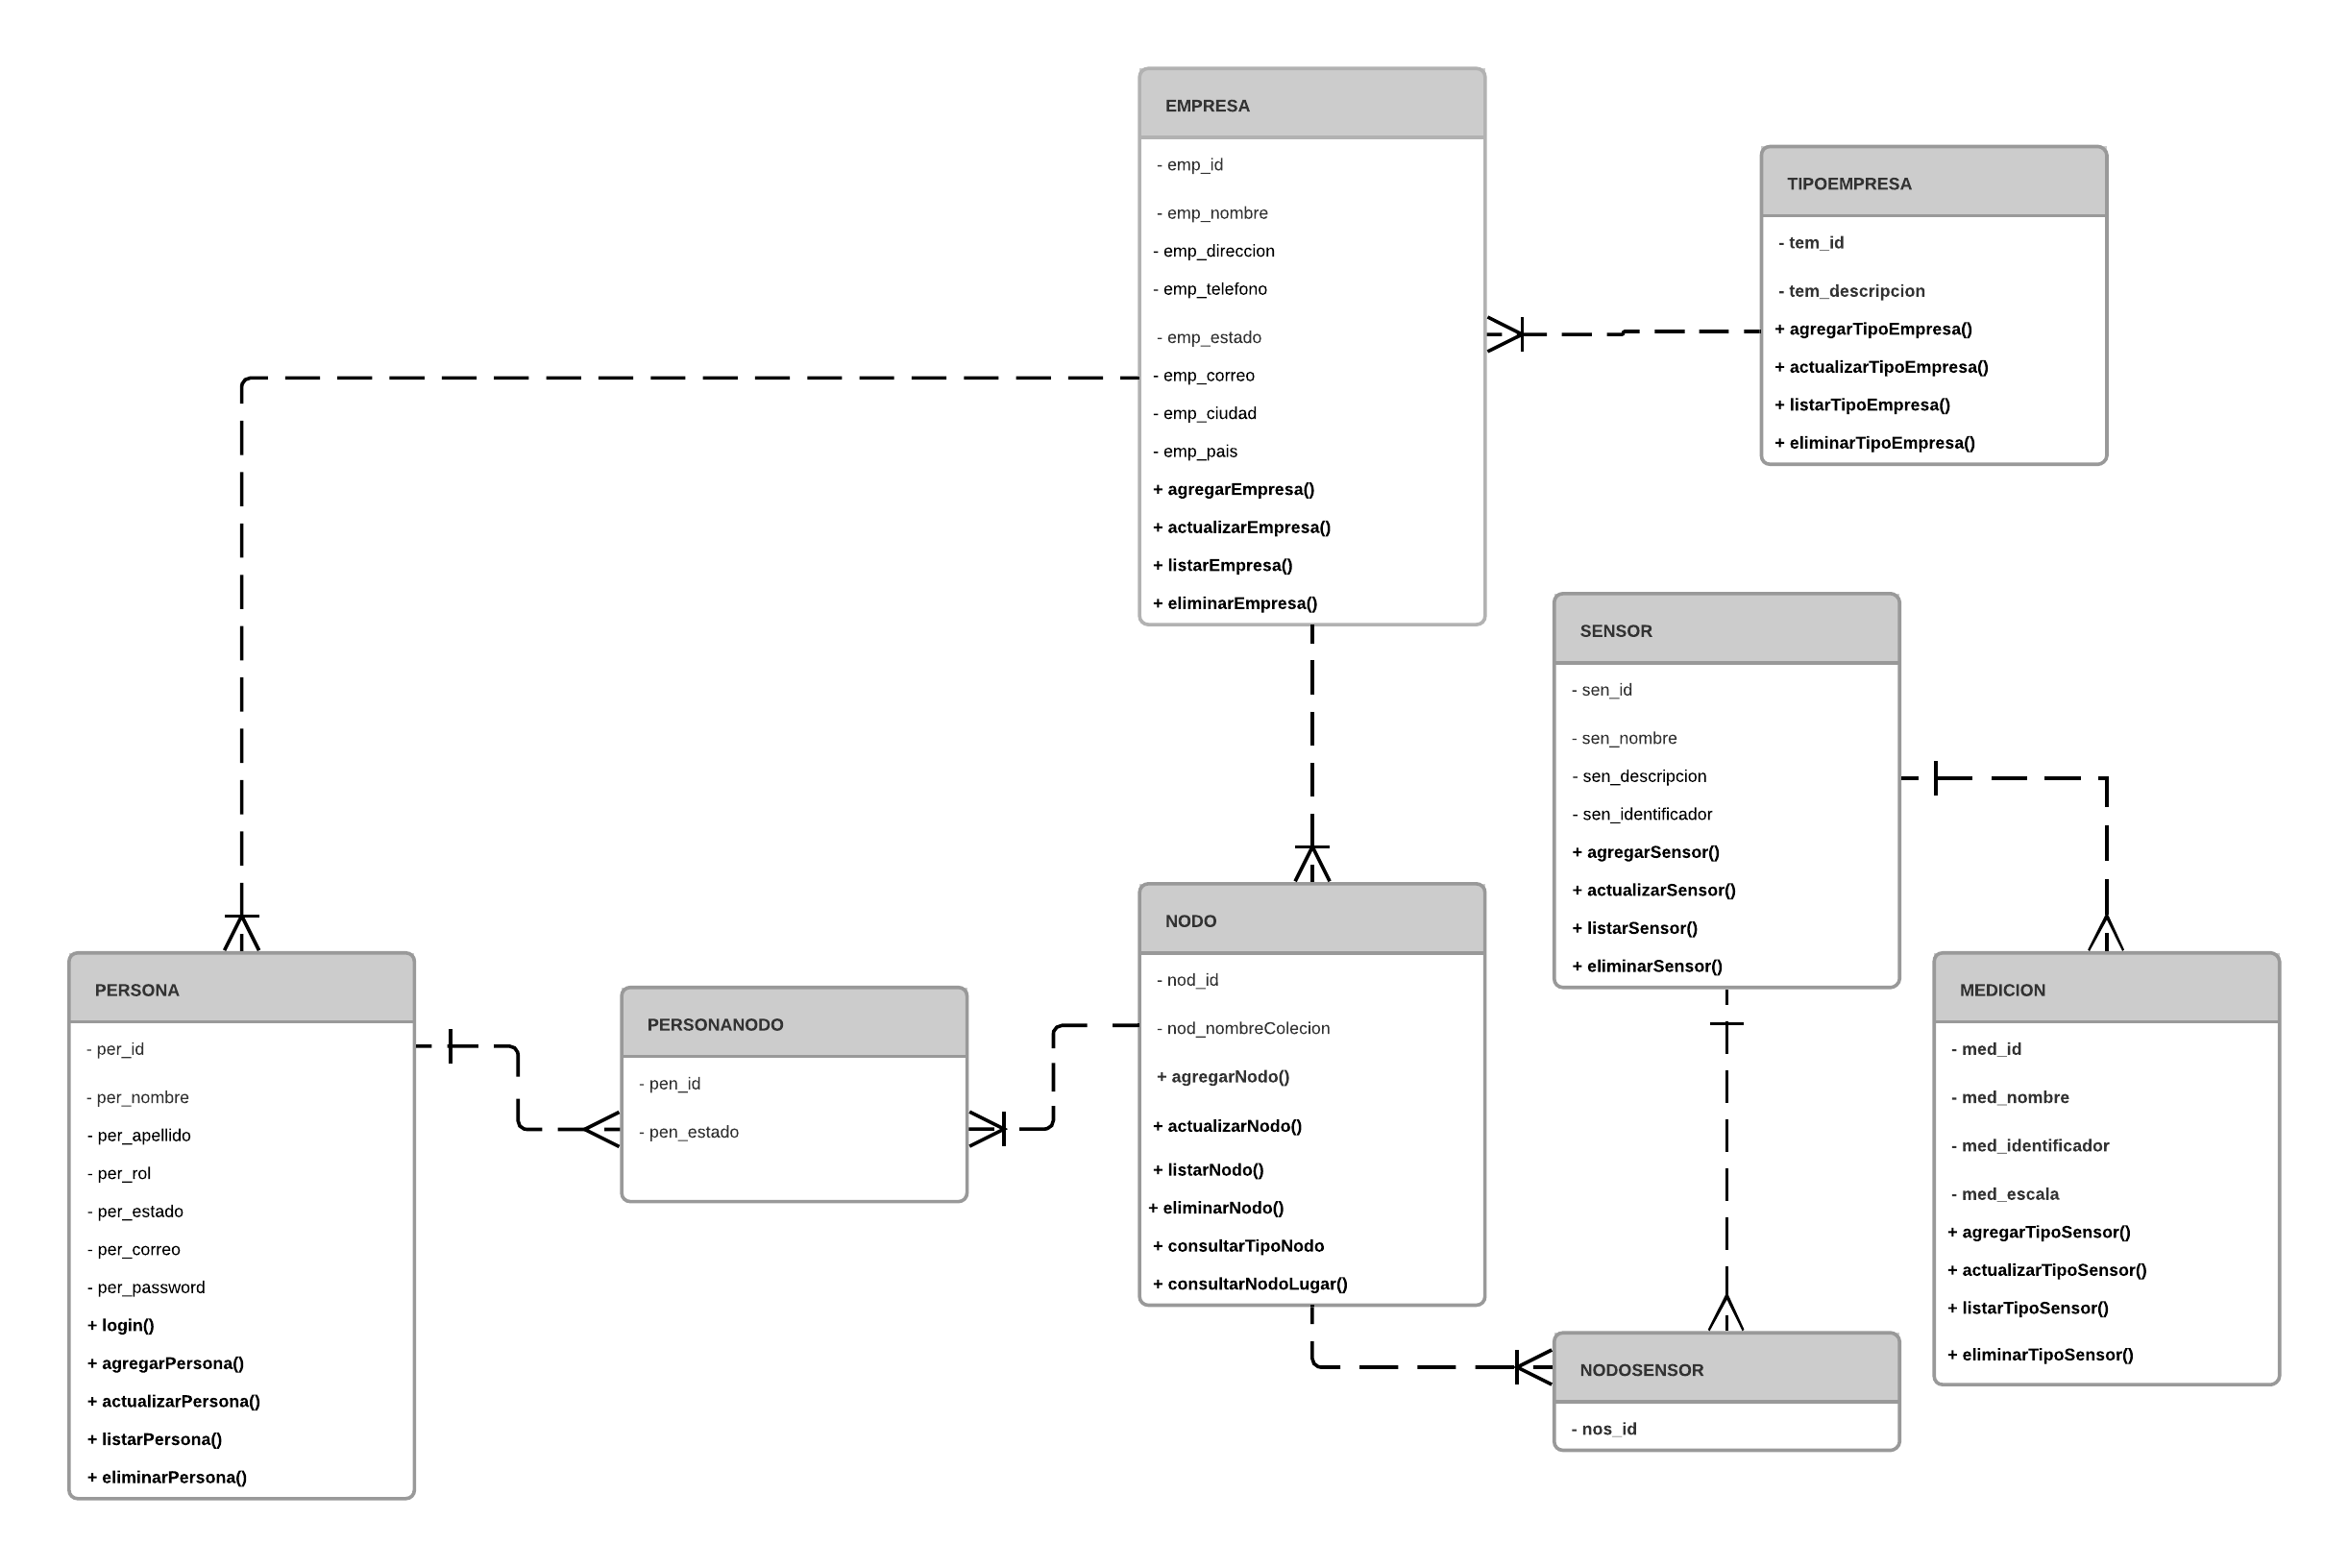 EMPRESA
- emp_id
- emp_nombre
- emp_direccion
- emp_telefono
- emp_estado
- emp_correo
- emp_ciudad
- emp_pais
+ agregarEmpresa()
+ actualizarEmpresa()
+ listarEmpresa()
+ eliminarEmpresa()
TIPOEMPRESA
- tem_id
- tem_descripcion
+ agregarTipoEmpresa()
+ actualizarTipoEmpresa()
+ listarTipoEmpresa()
+ eliminarTipoEmpresa()
SENSOR
- sen_id
- sen_nombre
- sen_descripcion
- sen_identificador
+ agregarSensor()
+ actualizarSensor()
+ listarSensor()
+ eliminarSensor()
PERSONA
- per_id
- per_nombre
- per_apellido
- per_rol
- per_estado
- per_correo
- per_password
+ login()
+ agregarPersona()
+ actualizarPersona()
+ listarPersona()
+ eliminarPersona()
PERSONANODO
- pen_id
- pen_estado
NODO
- nod_id
- nod_nombreColecion
+ agregarNodo()
+ actualizarNodo()
+ listarNodo()
+ eliminarNodo()
+ consultarTipoNodo
+ consultarNodoLugar()
MEDICION
- med_id
- med_nombre
- med_identificador
- med_escala
+ agregarTipoSensor()
+ actualizarTipoSensor()
+ listarTipoSensor()
+ eliminarTipoSensor()
NODOSENSOR
- nos_id